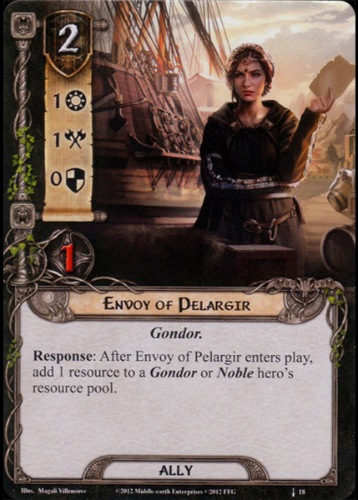 2
1
1
0
1
ENVOY OF PELARGIR
Gondor.
Response: After Envoy of Pelargir enters play,
add 1 resource to a Gondor or Noble hero's
resource pool.
Illus. Magali Villeneuve ©2012 Middle-earth Enterprises ©2012 FFG 18
ALLY